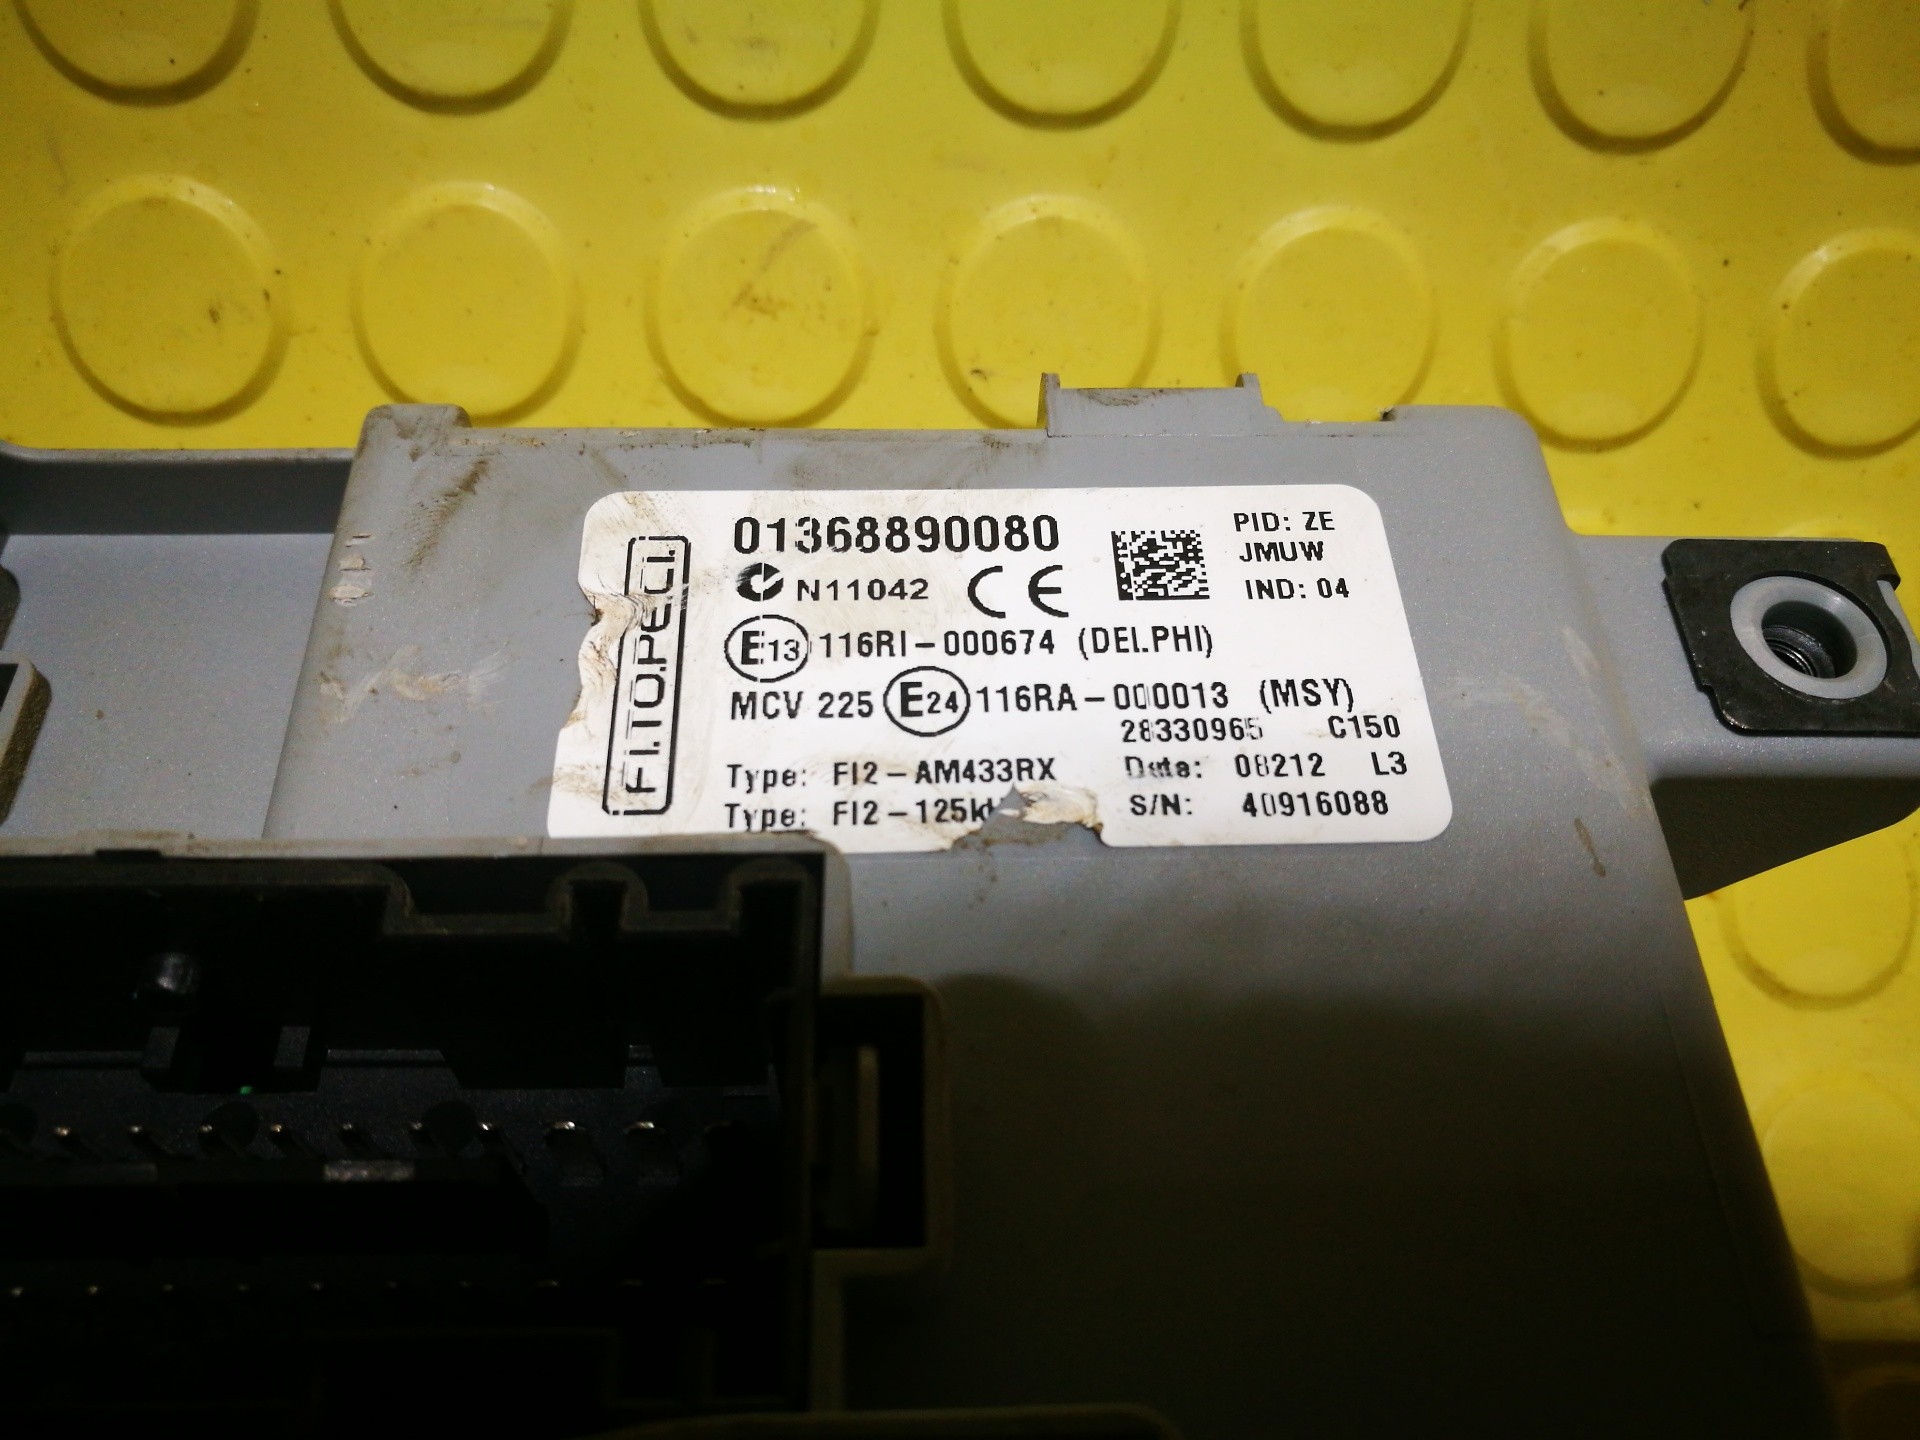 01368890080
PID: ZE
JMUW
IND: 04
N11042 CE
E13 116RI-000674 (DELPHI)
MCV 225 E24 116RA-000013 (MSY)
28330965 C150
Type: FI2-AM433RX Date: 08212 L3
Type: FI2-125k S/N: 40916088
F.I.TO.PE.C.I.